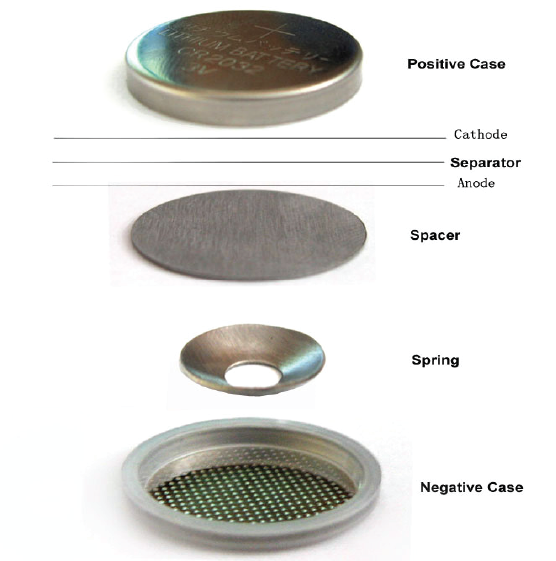 LITHIUM BATTERY
CR2032
3V
Positive Case
Cathode
Separator
Anode
Spacer
Spring
Negative Case